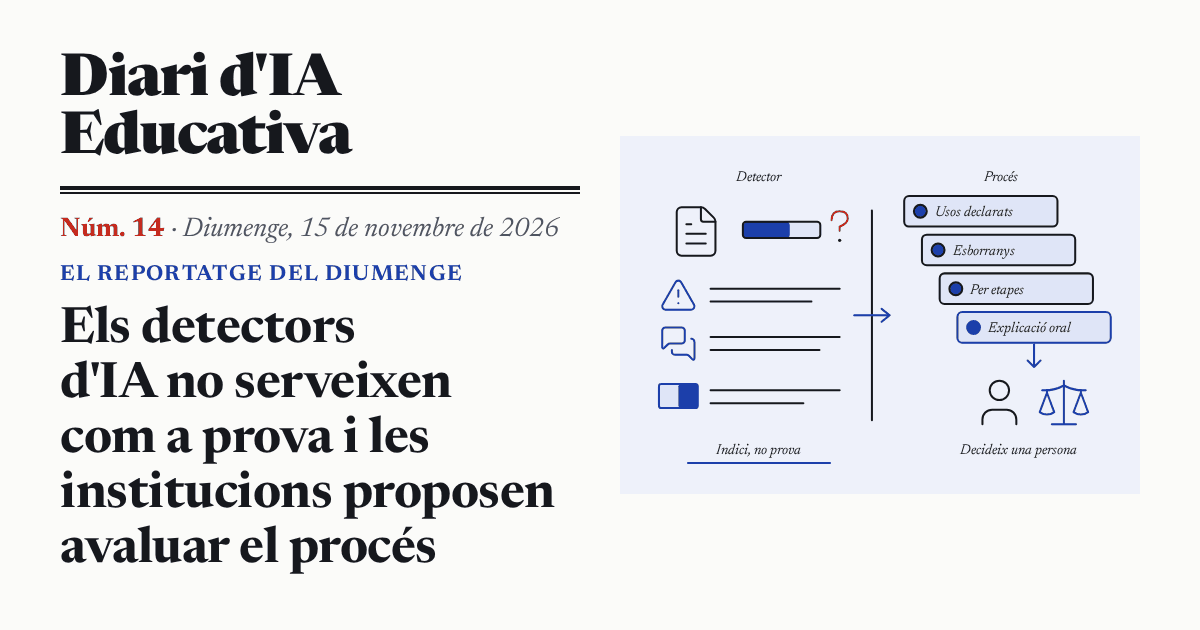 Diari d'IA
Educativa
Núm. 14 · Diumenge, 15 de novembre de 2026
EL REPORTATGE DEL DIUMENGE
Els detectors
d'IA no serveixen
com a prova i les
institucions proposen
avaluar el procés
Detector
?
Indici, no prova
Procés
Usos declarats
Esborranys
Per etapes
Explicació oral
Decideix una persona